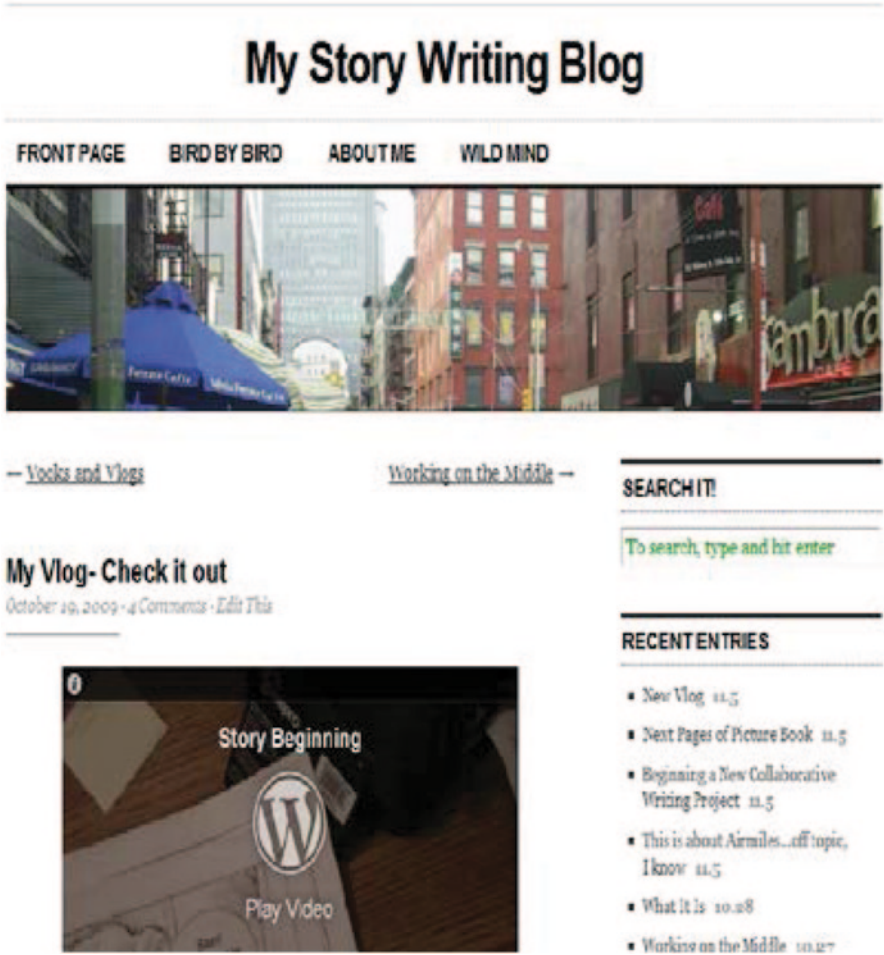 My Story Writing Blog
FRONT PAGE BIRD BY BIRD ABOUT ME WILD MIND
Café
Ferrara Caffe
Sambuca
CAFE
← Vooks and Vlogs Working on the Middle →
My Vlog- Check it out
October 19, 2009 - 4 Comments - Edit This
Story Beginning
W
Play Video
SEARCH IT!
To search, type and hit enter
RECENT ENTRIES
▪ New Vlog 11.5
▪ Next Pages of Picture Book 11.5
▪ Beginning a New Collaborative
Writing Project 11.5
▪ This is about Airmiles...off topic,
I know 11.5
▪ What It Is 10.28
▪ Working on the Middle 10.27